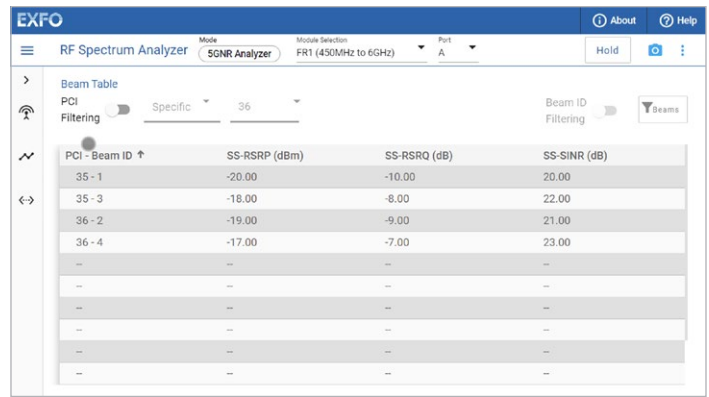 EXFO About Help
RF Spectrum Analyzer Mode 5GNR Analyzer Module Selection FR1 (450MHz to 6GHz) Port A Hold
Beam Table
PCI Filtering Specific 36 Beam ID Filtering Beams
PCI - Beam ID ↑ SS-RSRP (dBm) SS-RSRQ (dB) SS-SINR (dB)
35 - 1 -20.00 -10.00 20.00
35 - 3 -18.00 -8.00 22.00
36 - 2 -19.00 -9.00 21.00
36 - 4 -17.00 -7.00 23.00
-- -- -- --
-- -- -- --
-- -- -- --
-- -- -- --
-- -- -- --
-- -- -- --